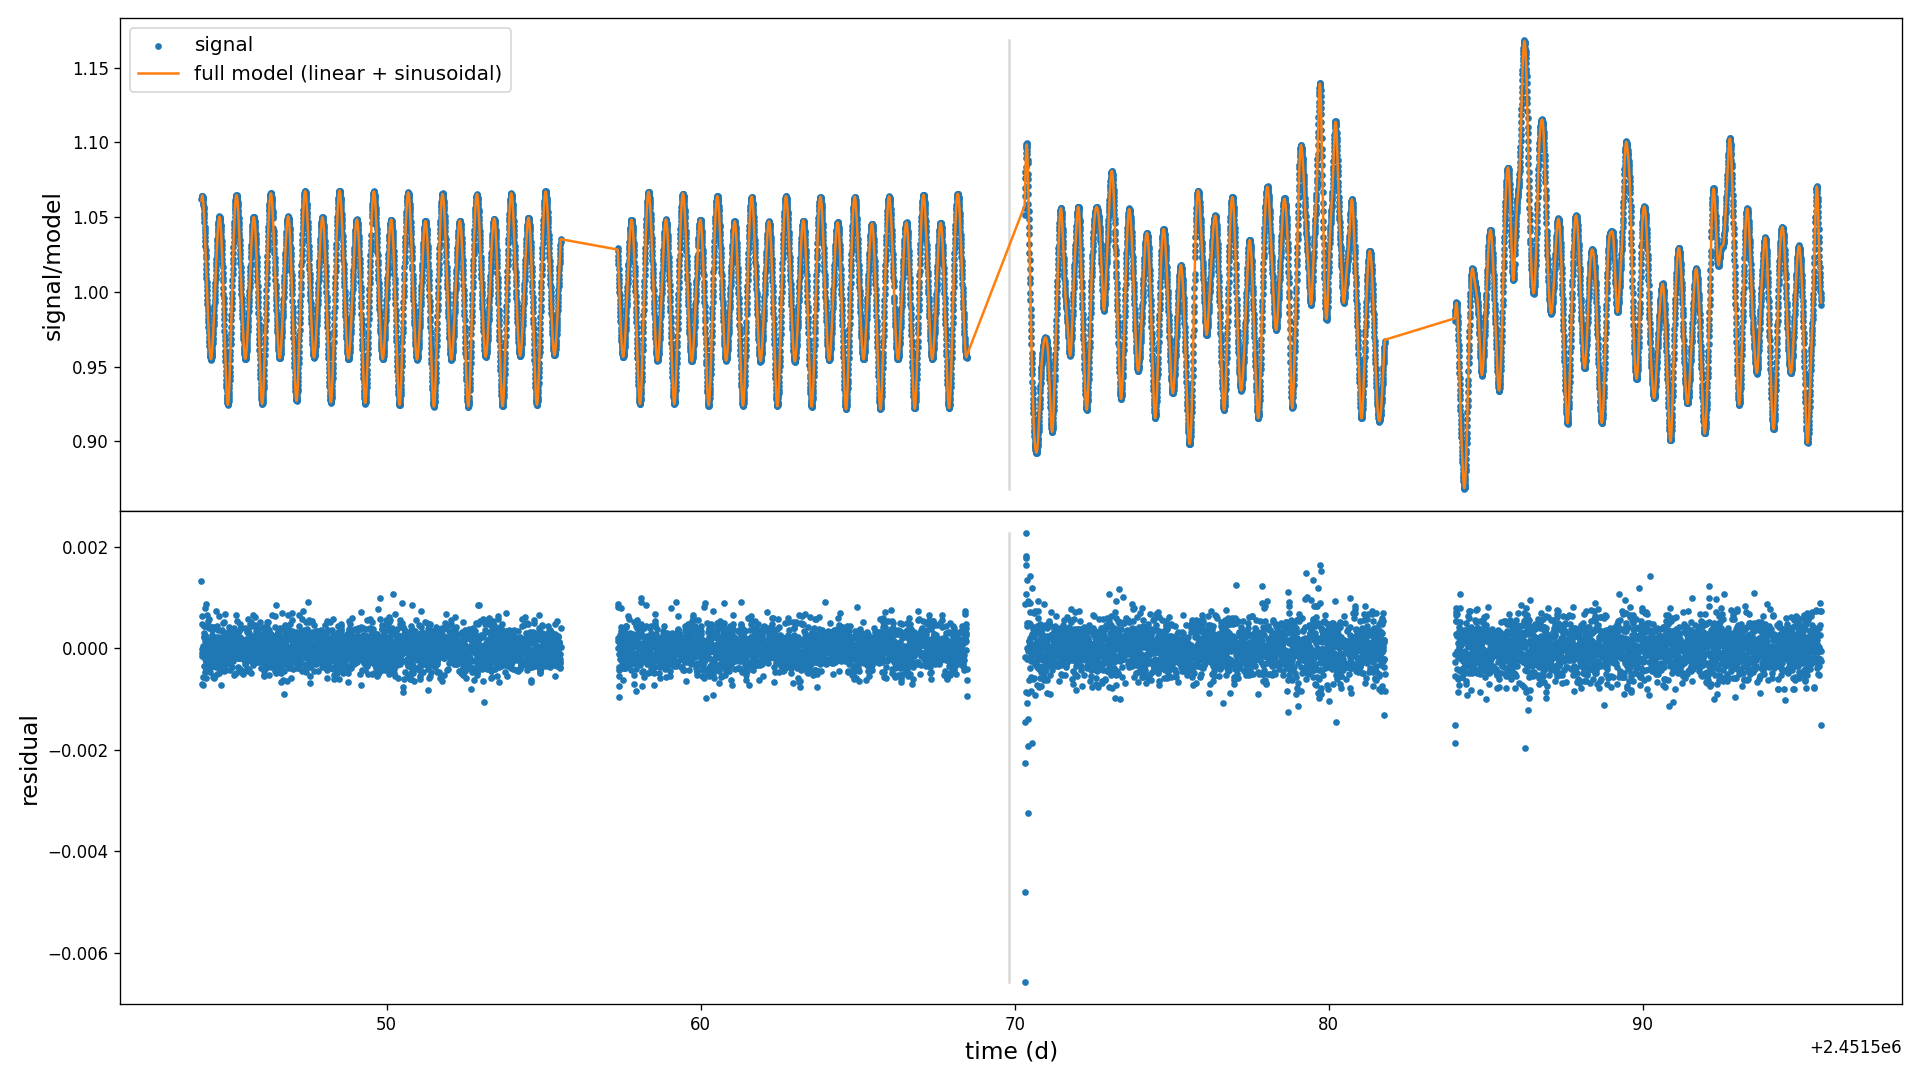 signal
full model (linear + sinusoidal)
signal/model
1.15
1.10
1.05
1.00
0.95
0.90
residual
0.002
0.000
−0.002
−0.004
−0.006
50
60
70
80
90
time (d)
+2.4515e6